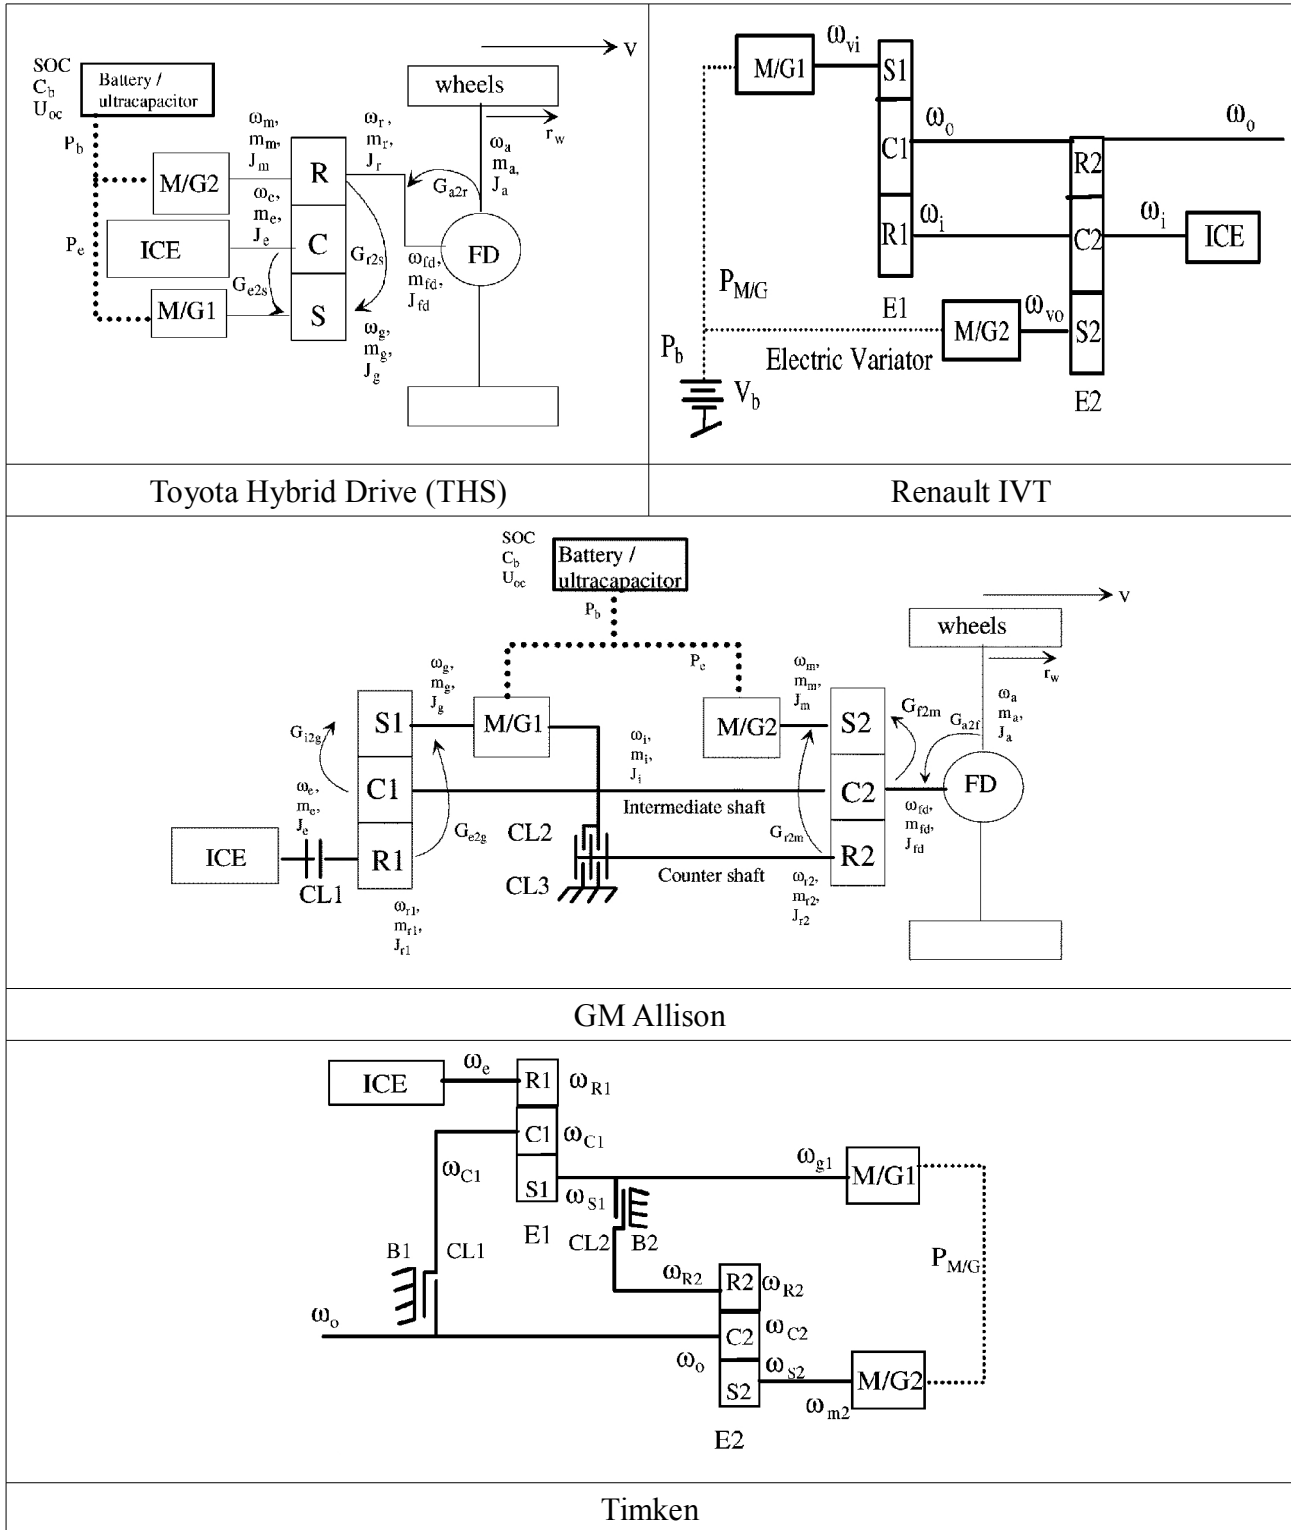 SOC
C_b
U_oc
Battery /
ultracapacitor
P_b
P_e
M/G2
ICE
M/G1
ω_m,
m_m,
J_m
ω_e,
m_e,
J_e
G_e2s
R
C
S
ω_r,
m_r,
J_r
G_r2s
ω_g,
m_g,
J_g
G_a2r
ω_fd,
m_fd,
J_fd
FD
ω_a
m_a,
J_a
wheels
r_w
V
Toyota Hybrid Drive (THS)
M/G1
ω_vi
S1
C1
R1
E1
ω_o
ω_i
R2
C2
S2
E2
ω_o
ω_i
ICE
P_M/G
M/G2
ω_vo
P_b
Electric Variator
V_b
Renault IVT
SOC
C_b
U_oc
Battery /
ultracapacitor
P_b
P_e
ICE
CL1
ω_e,
m_e,
J_e
G_i2g
S1
C1
R1
ω_r1,
m_r1,
J_r1
ω_g,
m_g,
J_g
G_e2g
M/G1
CL2
CL3
ω_i,
m_i,
J_i
Intermediate shaft
Counter shaft
M/G2
ω_m,
m_m,
J_m
G_r2m
ω_r2,
m_r2,
J_r2
S2
C2
R2
G_f2m
G_a2f
ω_fd,
m_fd,
J_fd
FD
ω_a
m_a,
J_a
wheels
r_w
V
GM Allison
ICE
ω_e
R1
ω_R1
C1
ω_C1
S1
ω_S1
E1
ω_C1
B1
CL1
ω_o
CL2
B2
ω_g1
M/G1
P_M/G
ω_R2
R2
ω_R2
C2
ω_C2
ω_o
S2
ω_S2
ω_m2
M/G2
E2
Timken